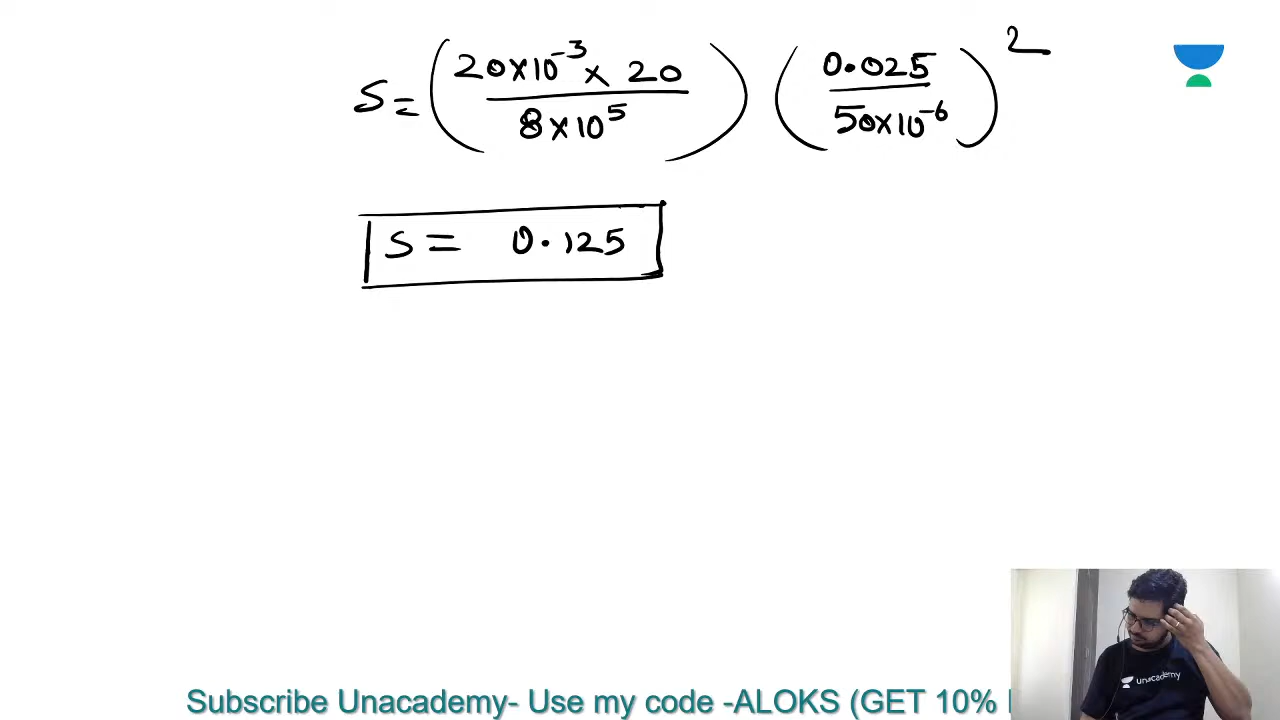 S = (20×10⁻³ × 20 / 8×10⁵) (0.025 / 50×10⁻⁶)²
S = 0.125
unacademy
Subscribe Unacademy- Use my code -ALOKS (GET 10%